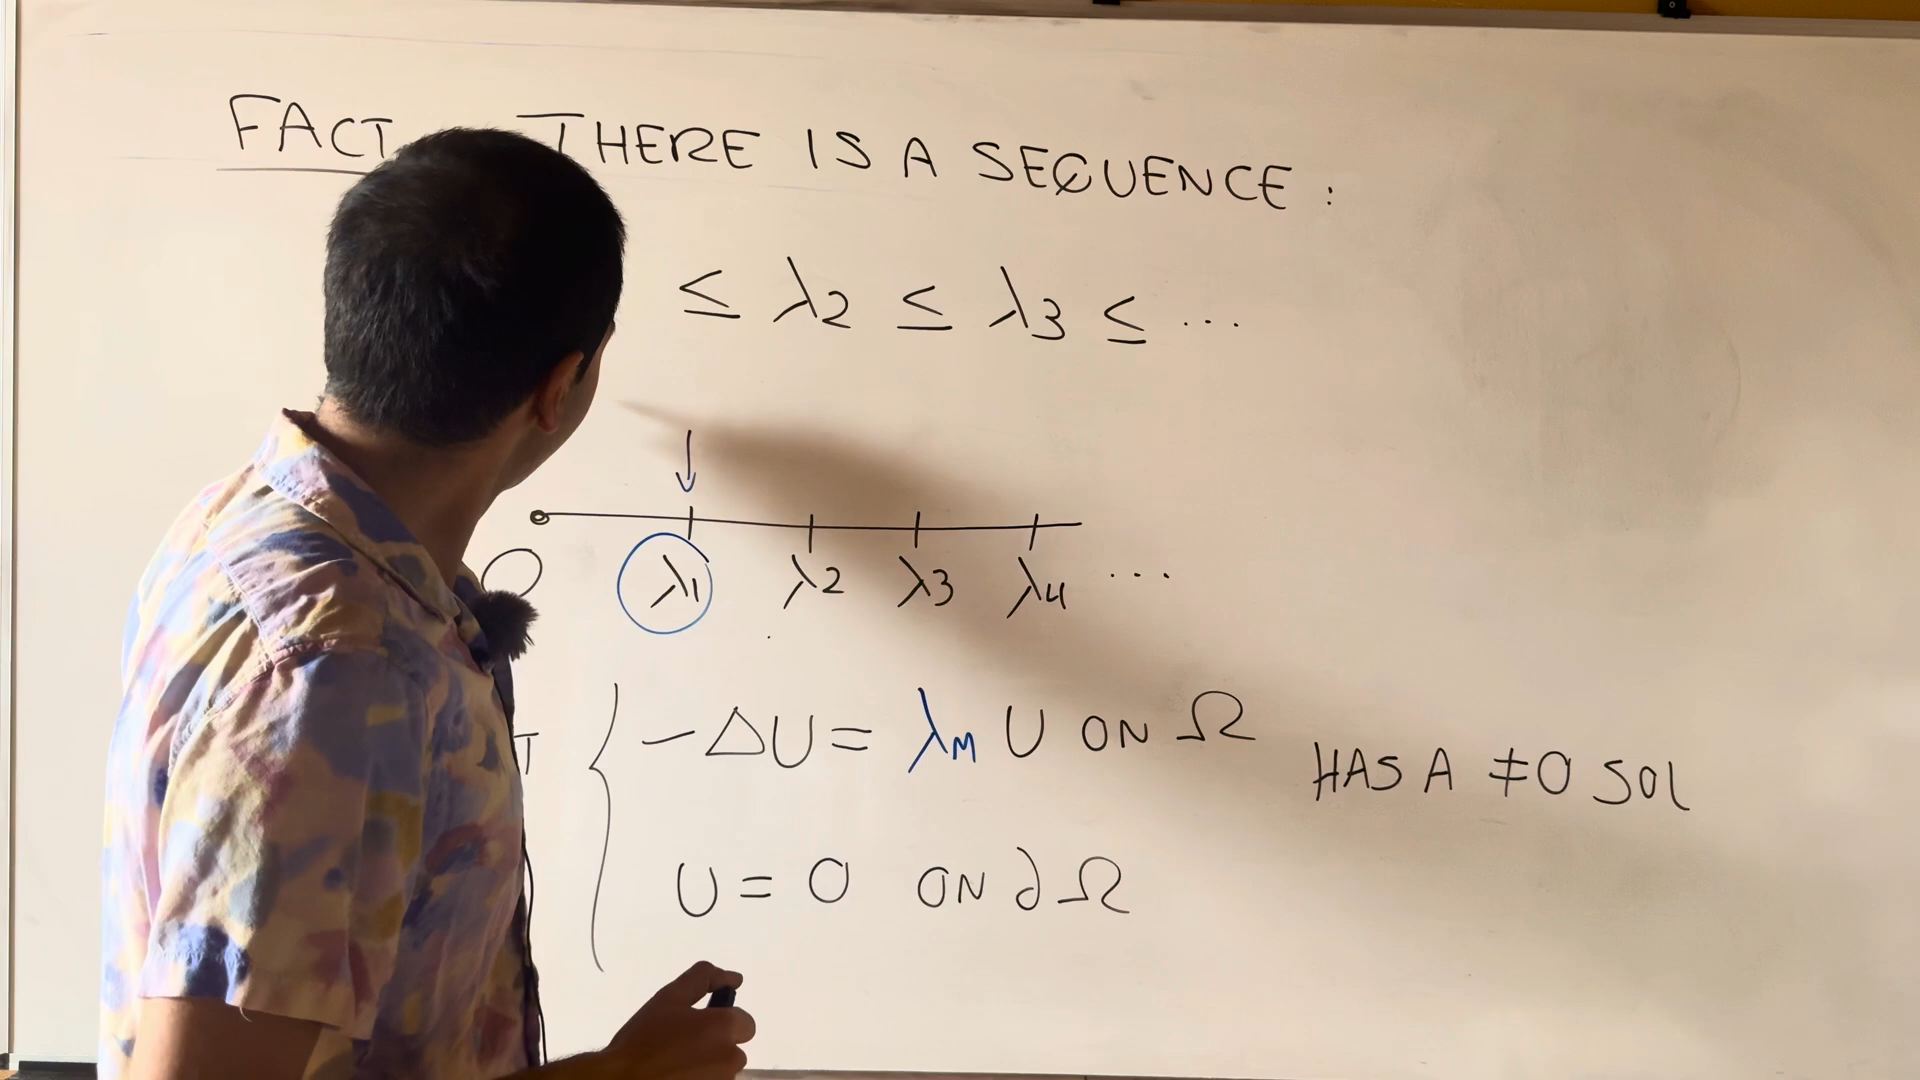 FACT THERE IS A SEQUENCE:
≤ λ2 ≤ λ3 ≤ ...
0 λ1 λ2 λ3 λ4 ...
T { -ΔU = λM U ON Ω HAS A ≠0 SOL
U = 0 ON ∂Ω